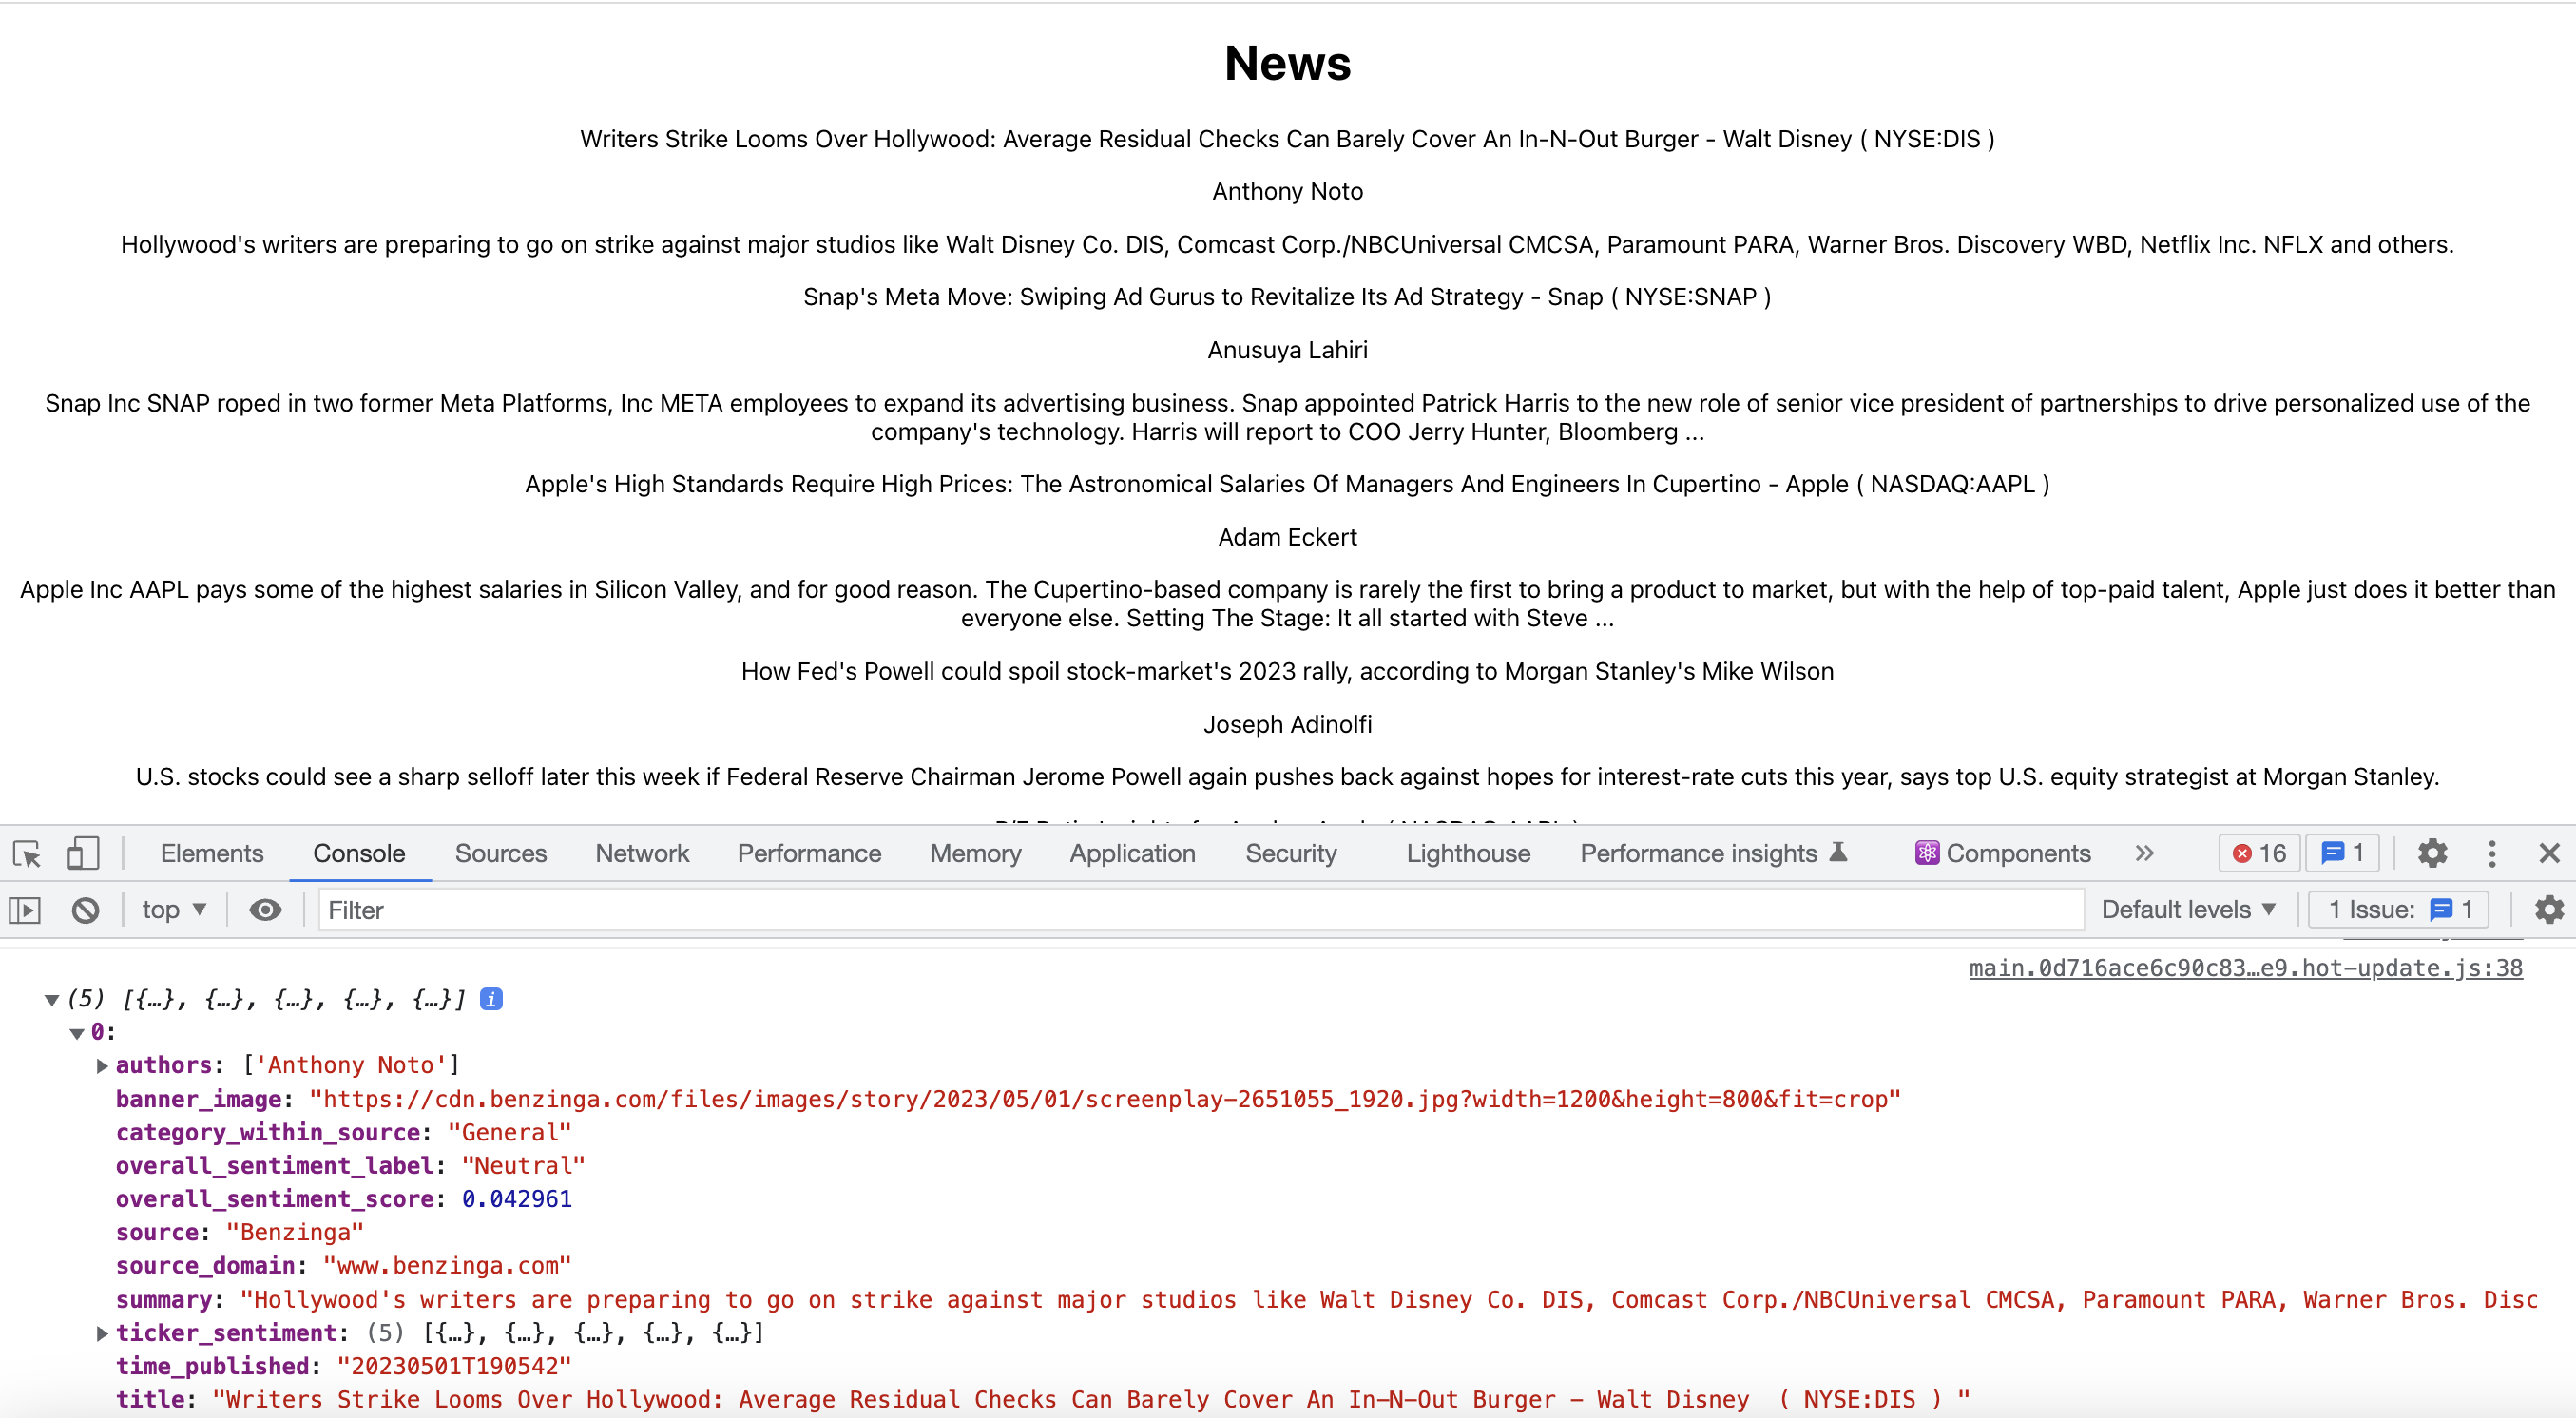 News
Writers Strike Looms Over Hollywood: Average Residual Checks Can Barely Cover An In-N-Out Burger - Walt Disney ( NYSE:DIS )
Anthony Noto
Hollywood's writers are preparing to go on strike against major studios like Walt Disney Co. DIS, Comcast Corp./NBCUniversal CMCSA, Paramount PARA, Warner Bros. Discovery WBD, Netflix Inc. NFLX and others.
Snap's Meta Move: Swiping Ad Gurus to Revitalize Its Ad Strategy - Snap ( NYSE:SNAP )
Anusuya Lahiri
Snap Inc SNAP roped in two former Meta Platforms, Inc META employees to expand its advertising business. Snap appointed Patrick Harris to the new role of senior vice president of partnerships to drive personalized use of the
company's technology. Harris will report to COO Jerry Hunter, Bloomberg ...
Apple's High Standards Require High Prices: The Astronomical Salaries Of Managers And Engineers In Cupertino - Apple ( NASDAQ:AAPL )
Adam Eckert
Apple Inc AAPL pays some of the highest salaries in Silicon Valley, and for good reason. The Cupertino-based company is rarely the first to bring a product to market, but with the help of top-paid talent, Apple just does it better than
everyone else. Setting The Stage: It all started with Steve ...
How Fed's Powell could spoil stock-market's 2023 rally, according to Morgan Stanley's Mike Wilson
Joseph Adinolfi
U.S. stocks could see a sharp selloff later this week if Federal Reserve Chairman Jerome Powell again pushes back against hopes for interest-rate cuts this year, says top U.S. equity strategist at Morgan Stanley.
Elements Console Sources Network Performance Memory Application Security Lighthouse Performance insights Components 16 1
top Filter Default levels 1 Issue: 1
main.0d716ace6c90c83…e9.hot-update.js:38
(5) [{…}, {…}, {…}, {…}, {…}] i
0:
authors: ['Anthony Noto']
banner_image: "https://cdn.benzinga.com/files/images/story/2023/05/01/screenplay-2651055_1920.jpg?width=1200&height=800&fit=crop"
category_within_source: "General"
overall_sentiment_label: "Neutral"
overall_sentiment_score: 0.042961
source: "Benzinga"
source_domain: "www.benzinga.com"
summary: "Hollywood's writers are preparing to go on strike against major studios like Walt Disney Co. DIS, Comcast Corp./NBCUniversal CMCSA, Paramount PARA, Warner Bros. Disc
ticker_sentiment: (5) [{…}, {…}, {…}, {…}, {…}]
time_published: "20230501T190542"
title: "Writers Strike Looms Over Hollywood: Average Residual Checks Can Barely Cover An In-N-Out Burger - Walt Disney  ( NYSE:DIS ) "